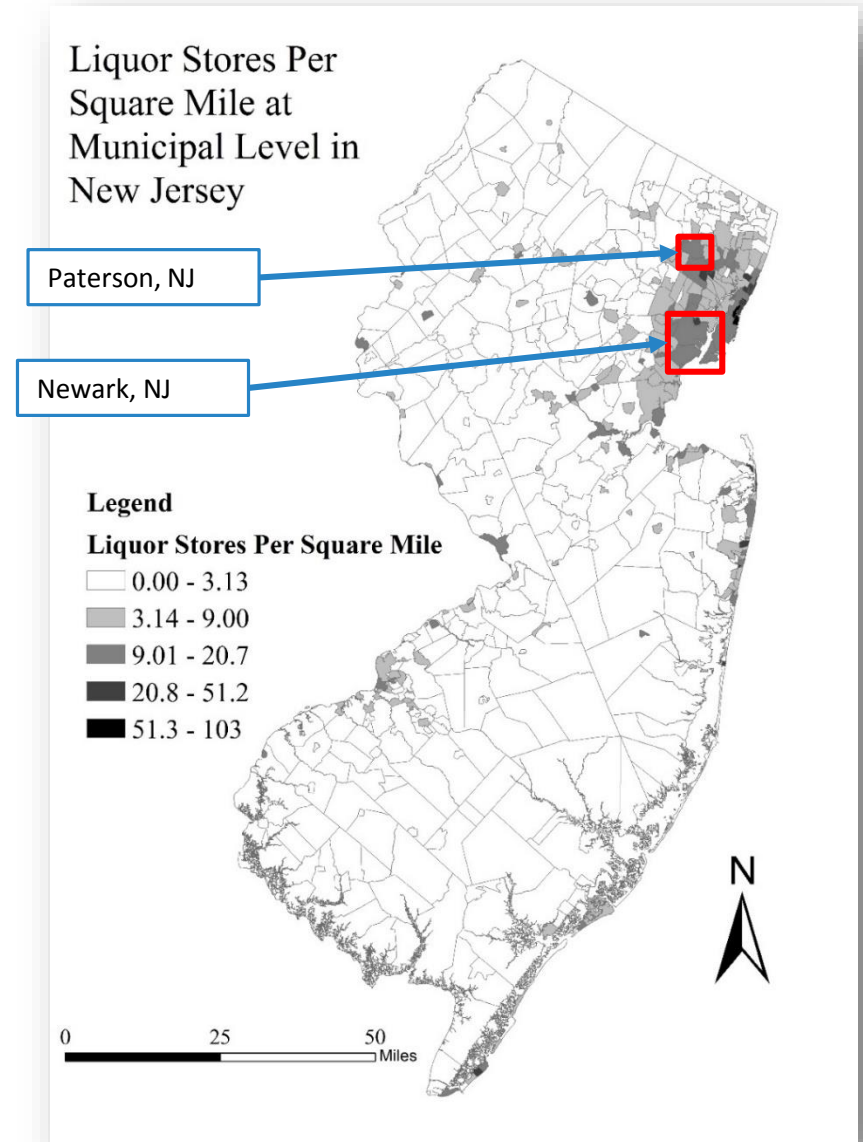 Liquor Stores Per
Square Mile at
Municipal Level in
New Jersey
Paterson, NJ
Newark, NJ
Legend
Liquor Stores Per Square Mile
0.00 - 3.13
3.14 - 9.00
9.01 - 20.7
20.8 - 51.2
51.3 - 103
N
0 25 50
Miles